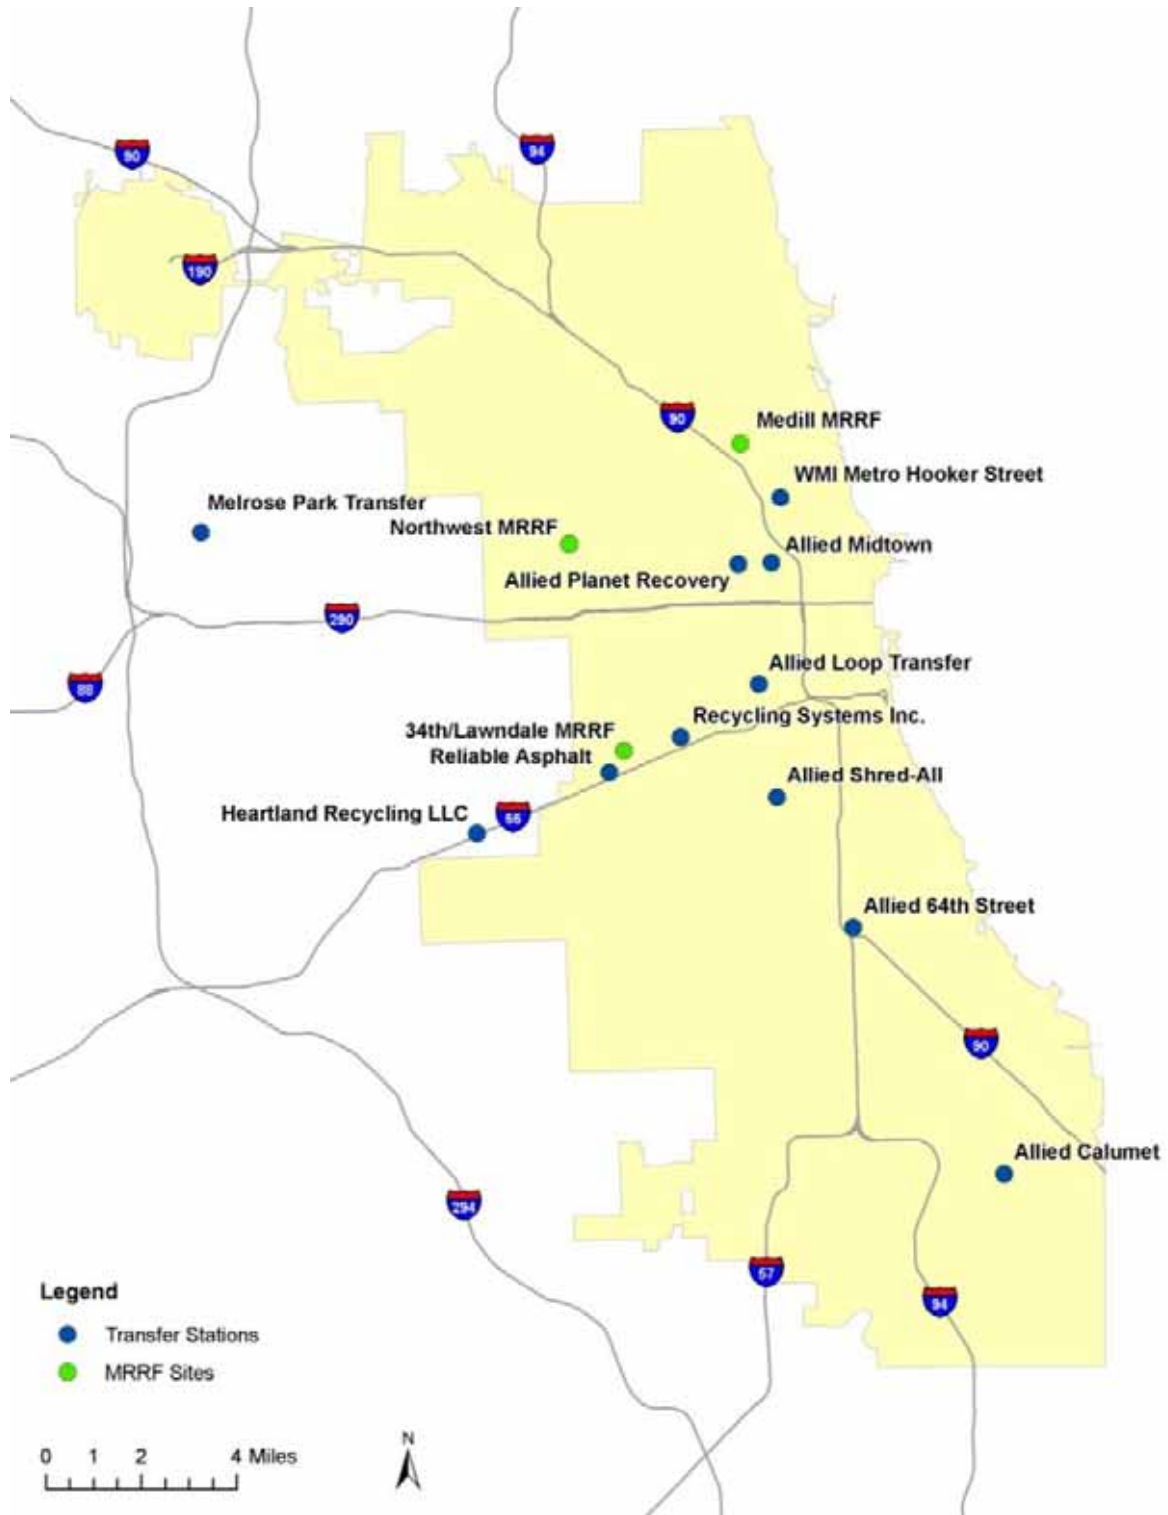 90
94
190
90
Medill MRRF
WMI Metro Hooker Street
Melrose Park Transfer
Northwest MRRF
Allied Midtown
Allied Planet Recovery
290
Allied Loop Transfer
88
Recycling Systems Inc.
34th/Lawndale MRRF
Reliable Asphalt
Allied Shred-All
Heartland Recycling LLC
55
Allied 64th Street
90
Allied Calumet
294
57
94
Legend
Transfer Stations
MRRF Sites
N
0 1 2 4 Miles